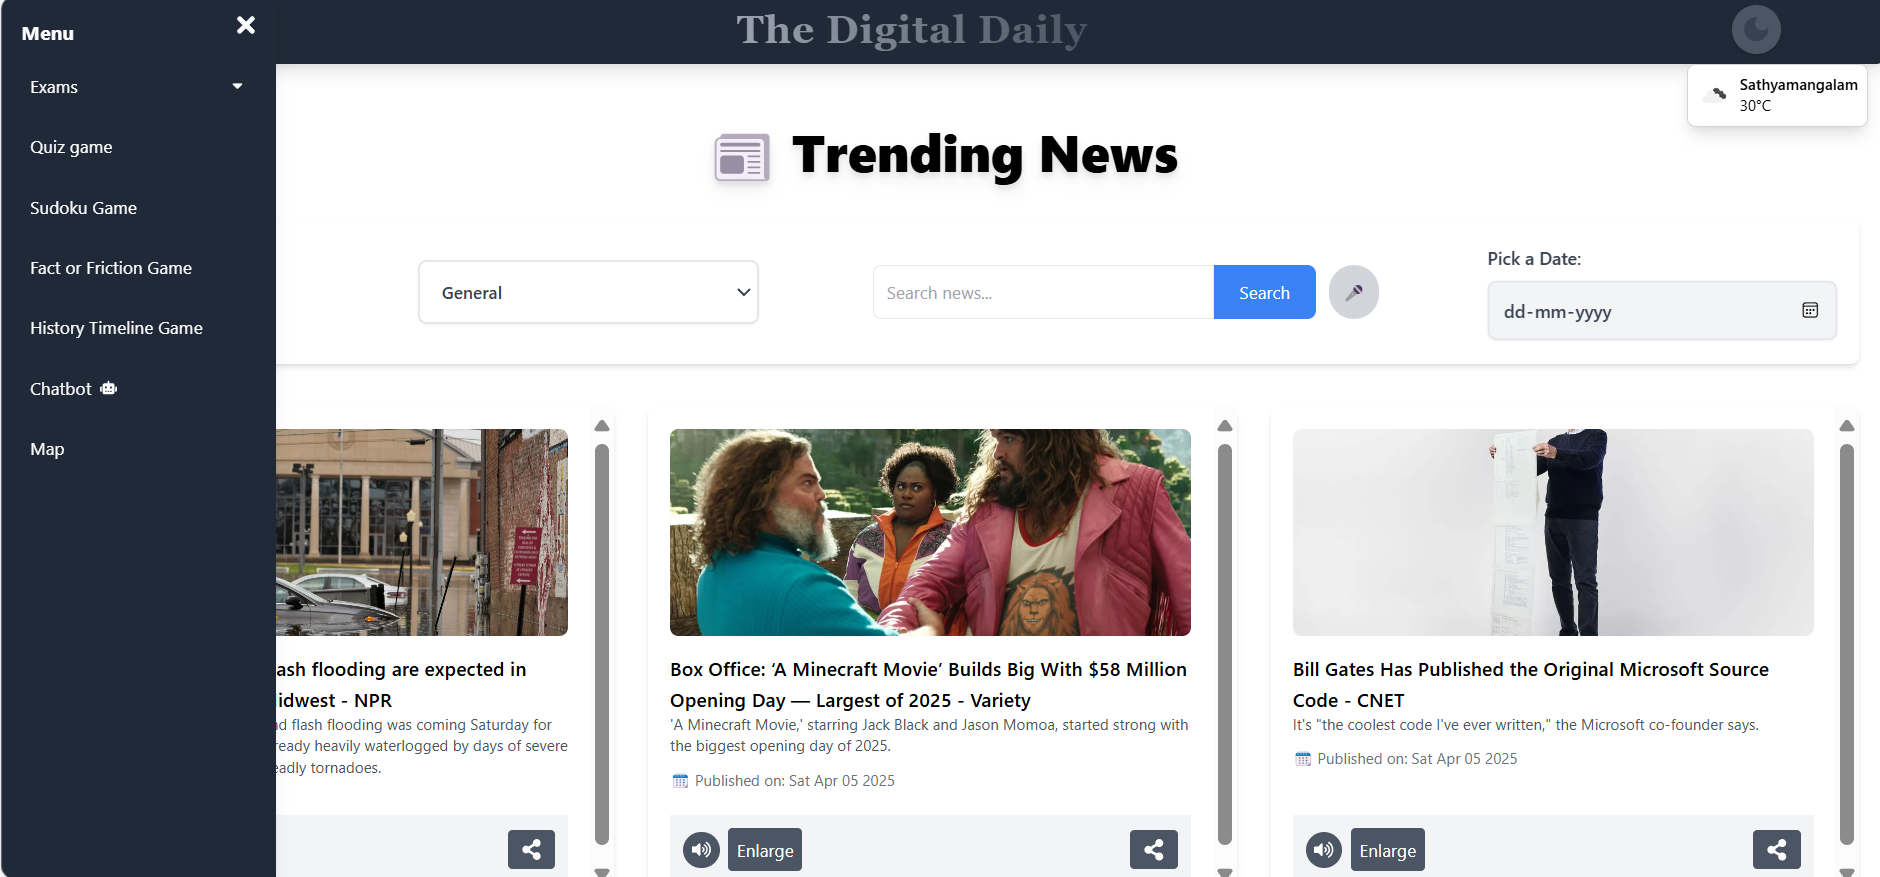 Menu
Exams
Quiz game
Sudoku Game
Fact or Friction Game
History Timeline Game
Chatbot
Map
The Digital Daily
Sathyamangalam
30°C
Trending News
General
Search news...
Search
Pick a Date:
dd-mm-yyyy
ash flooding are expected in
idwest - NPR
nd flash flooding was coming Saturday for
ready heavily waterlogged by days of severe
eadly tornadoes.
Box Office: ‘A Minecraft Movie’ Builds Big With $58 Million
Opening Day — Largest of 2025 - Variety
'A Minecraft Movie,' starring Jack Black and Jason Momoa, started strong with
the biggest opening day of 2025.
Published on: Sat Apr 05 2025
Enlarge
Bill Gates Has Published the Original Microsoft Source
Code - CNET
It's "the coolest code I've ever written," the Microsoft co-founder says.
Published on: Sat Apr 05 2025
Enlarge